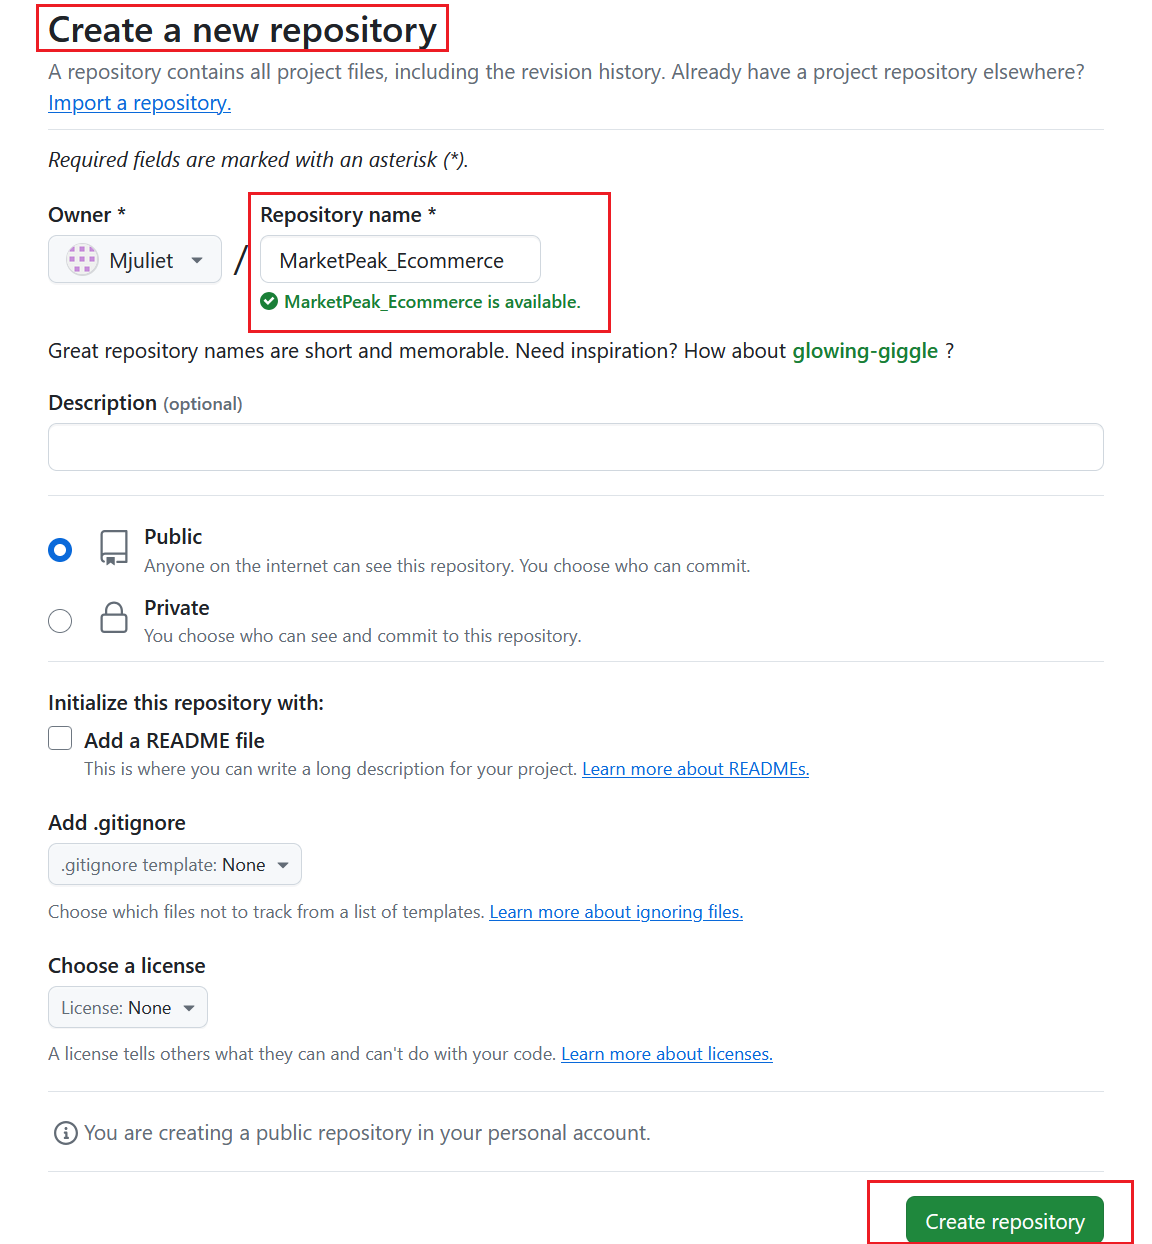 Create a new repository
A repository contains all project files, including the revision history. Already have a project repository elsewhere?
Import a repository.
Required fields are marked with an asterisk (*).
Owner *
Repository name *
Mjuliet
/
MarketPeak_Ecommerce
MarketPeak_Ecommerce is available.
Great repository names are short and memorable. Need inspiration? How about glowing-giggle ?
Description (optional)
Public
Anyone on the internet can see this repository. You choose who can commit.
Private
You choose who can see and commit to this repository.
Initialize this repository with:
Add a README file
This is where you can write a long description for your project. Learn more about READMEs.
Add .gitignore
.gitignore template: None
Choose which files not to track from a list of templates. Learn more about ignoring files.
Choose a license
License: None
A license tells others what they can and can't do with your code. Learn more about licenses.
You are creating a public repository in your personal account.
Create repository